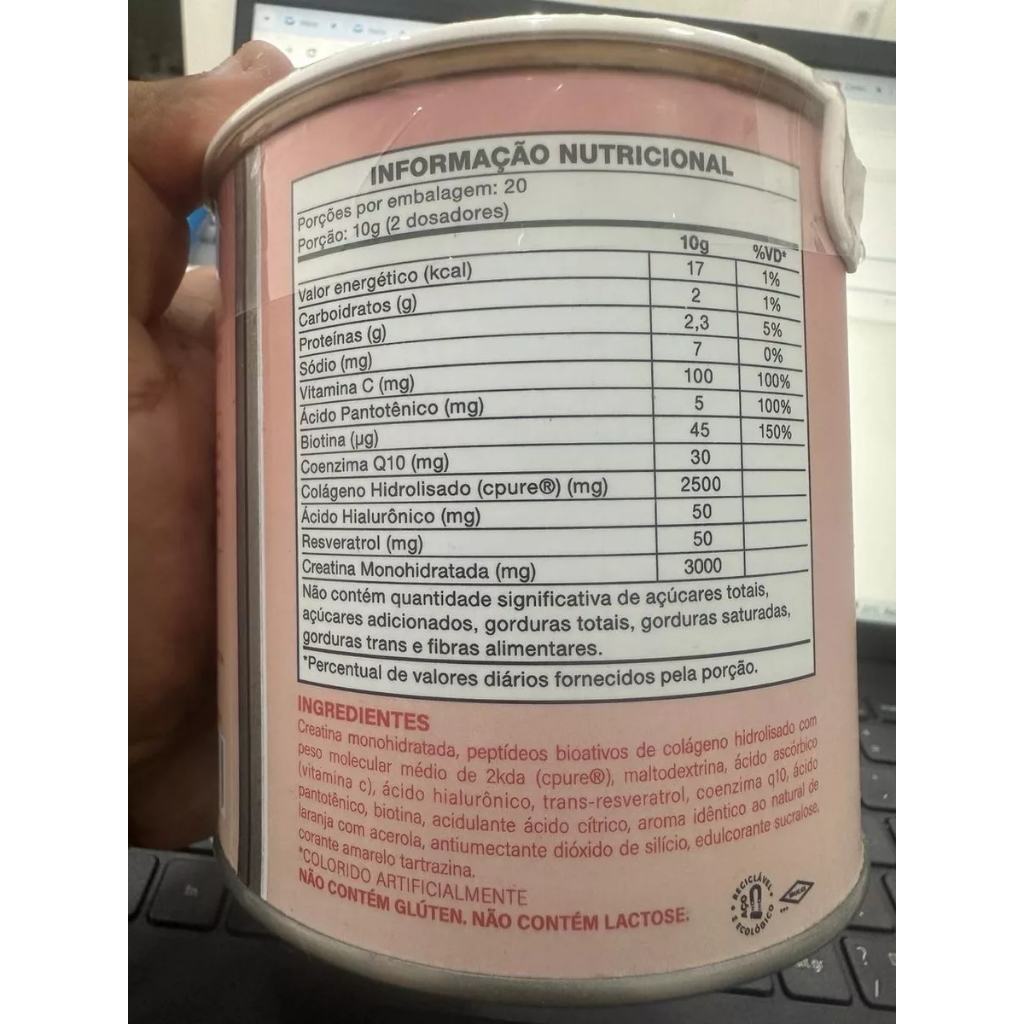 INFORMAÇÃO NUTRICIONAL
Porções por embalagem: 20
Porção: 10g (2 dosadores)
10g %VD*
Valor energético (kcal) 17 1%
Carboidratos (g) 2 1%
Proteínas (g) 2,3 5%
Sódio (mg) 7 0%
Vitamina C (mg) 100 100%
Ácido Pantotênico (mg) 5 100%
Biotina (µg) 45 150%
Coenzima Q10 (mg) 30
Colágeno Hidrolisado (cpure®) (mg) 2500
Ácido Hialurônico (mg) 50
Resveratrol (mg) 50
Creatina Monohidratada (mg) 3000
Não contém quantidade significativa de açúcares totais,
açúcares adicionados, gorduras totais, gorduras saturadas,
gorduras trans e fibras alimentares.
*Percentual de valores diários fornecidos pela porção.
INGREDIENTES
Creatina monohidratada, peptídeos bioativos de colágeno hidrolisado com
peso molecular médio de 2kda (cpure®), maltodextrina, ácido ascórbico
(vitamina c), ácido hialurônico, trans-resveratrol, coenzima q10, ácido
pantotênico, biotina, acidulante ácido cítrico, aroma idêntico ao natural de
laranja com acerola, antiumectante dióxido de silício, edulcorante sucralose,
corante amarelo tartrazina.
*COLORIDO ARTIFICIALMENTE
NÃO CONTÉM GLÚTEN. NÃO CONTÉM LACTOSE.
RECICLÁVEL
AÇO
E ECOLÓGICO
fn
?